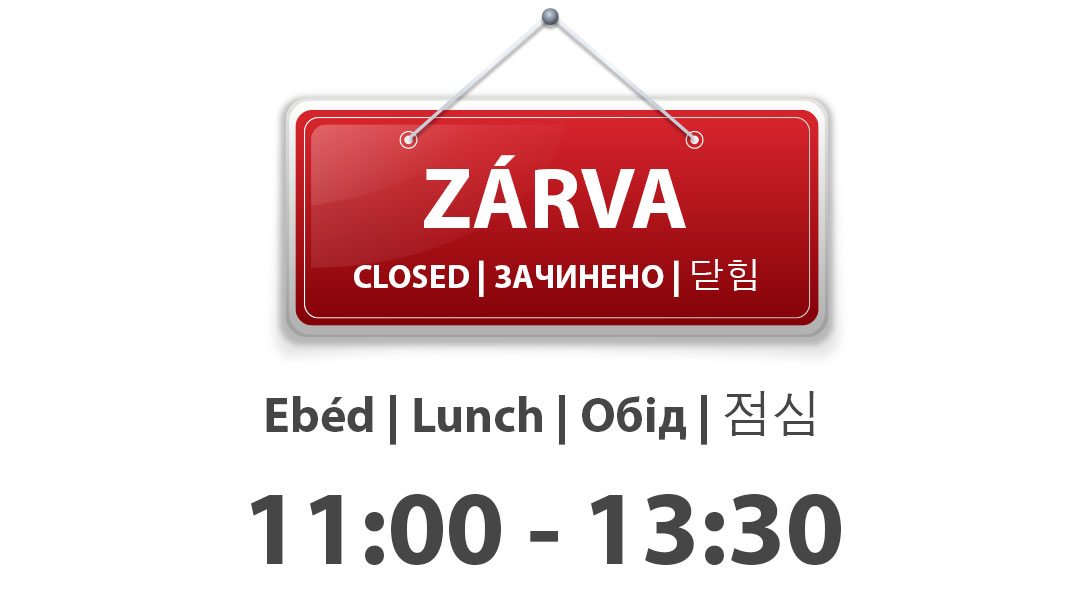 ZÁRVA
CLOSED | ЗАЧИНЕНО | 닫힘
Ebéd | Lunch | Обід | 점심
11:00 - 13:30